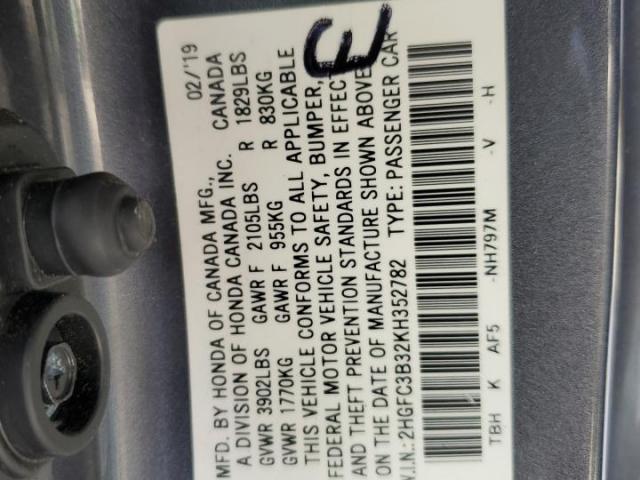 MFD. BY HONDA OF CANADA MFG., 02/'19
A DIVISION OF HONDA CANADA INC. CANADA
GVWR 3902LBS GAWR F 2105LBS R 1829LBS
GVWR 1770KG GAWR F 955KG R 830KG
THIS VEHICLE CONFORMS TO ALL APPLICABLE
FEDERAL MOTOR VEHICLE SAFETY, BUMPER,
AND THEFT PREVENTION STANDARDS IN EFFECT
ON THE DATE OF MANUFACTURE SHOWN ABOVE
V.I.N.: 2HGFC3B32KH352782 TYPE: PASSENGER CAR
TBH K AF5 -NH797M -V -H
E